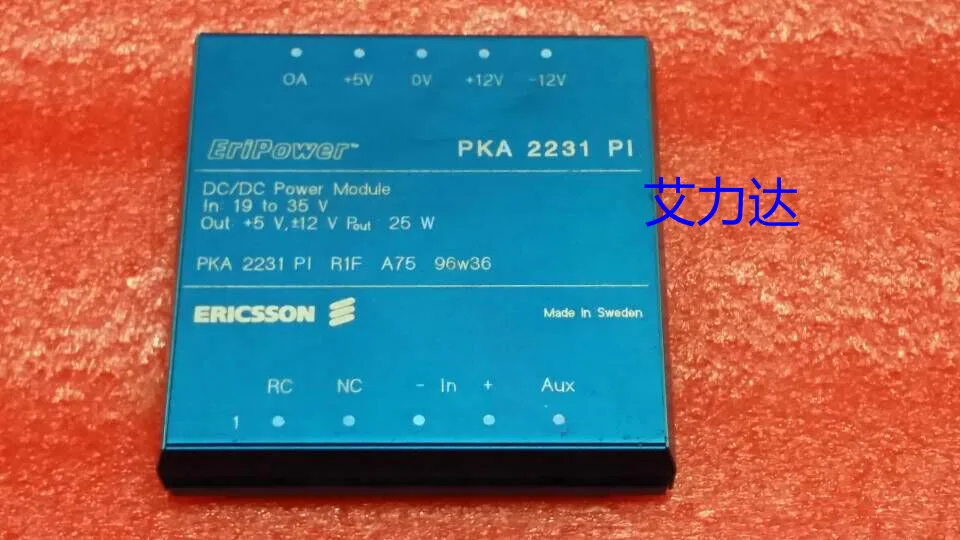 OA +5V 0V +12V -12V
EriPower™ PKA 2231 PI
DC/DC Power Module
In: 19 to 35 V
Out: +5 V,±12 V Pout 25 W
艾力达
PKA 2231 PI R1F A75 96w36
ERICSSON Made in Sweden
RC NC - In + Aux
1